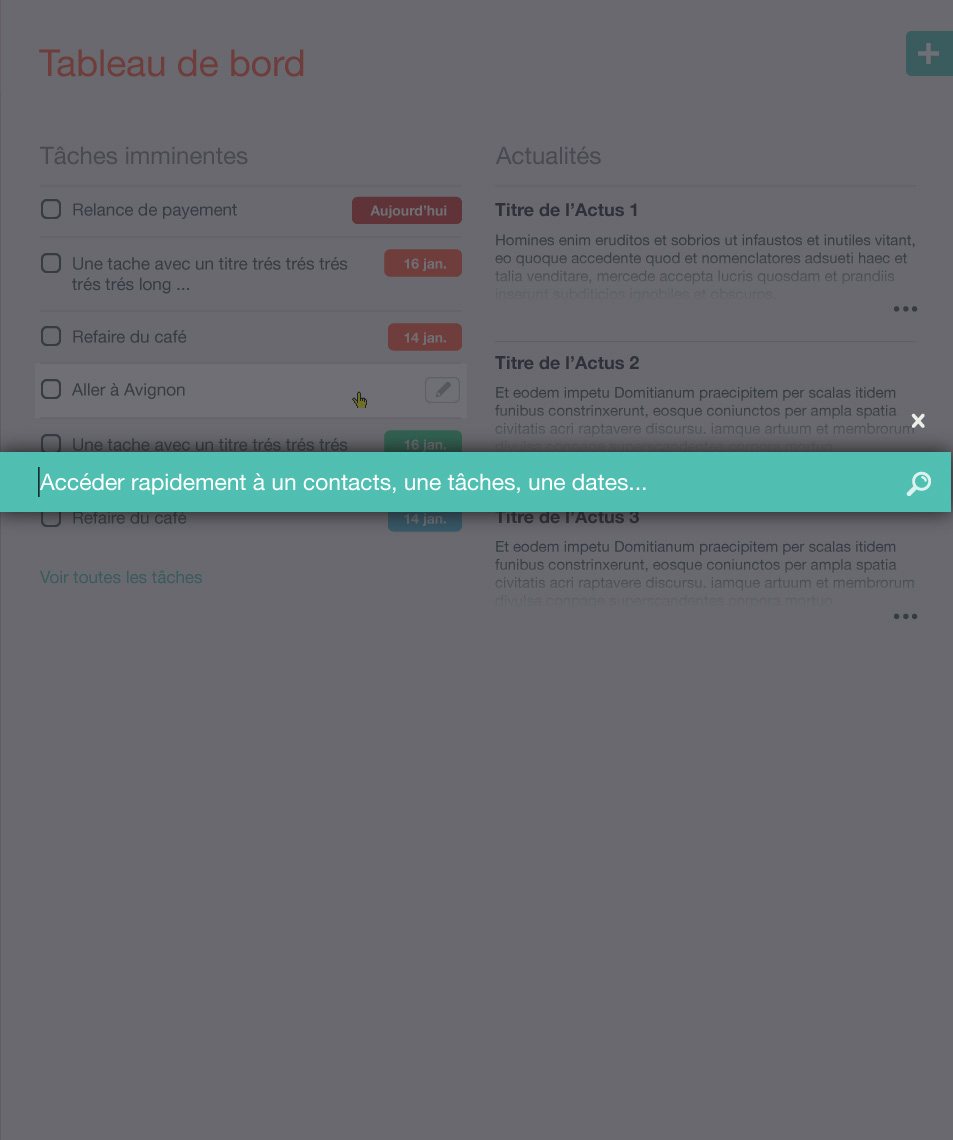 Tableau de bord
Tâches imminentes
Relance de payement
Aujourd'hui
Une tache avec un titre trés trés trés
trés trés long ...
16 jan.
Refaire du café
14 jan.
Aller à Avignon
Une tache avec un titre trés trés trés
16 jan.
Accéder rapidement à un contacts, une tâches, une dates...
Refaire du café
14 jan.
Voir toutes les tâches
Actualités
Titre de l'Actus 1
Homines enim eruditos et sobrios ut infaustos et inutiles vitant,
eo quoque accedente quod et nomenclatores adsueti haec et
talia venditare, mercede accepta lucris quosdam et prandiis
inserunt subditicios ignobiles et obscuros.
Titre de l'Actus 2
Et eodem impetu Domitianum praecipitem per scalas itidem
funibus constrinxerunt, eosque coniunctos per ampla spatia
civitatis acri raptavere discursu. iamque artuum et membrorum
Titre de l'Actus 3
Et eodem impetu Domitianum praecipitem per scalas itidem
funibus constrinxerunt, eosque coniunctos per ampla spatia
civitatis acri raptavere discursu. iamque artuum et membrorum